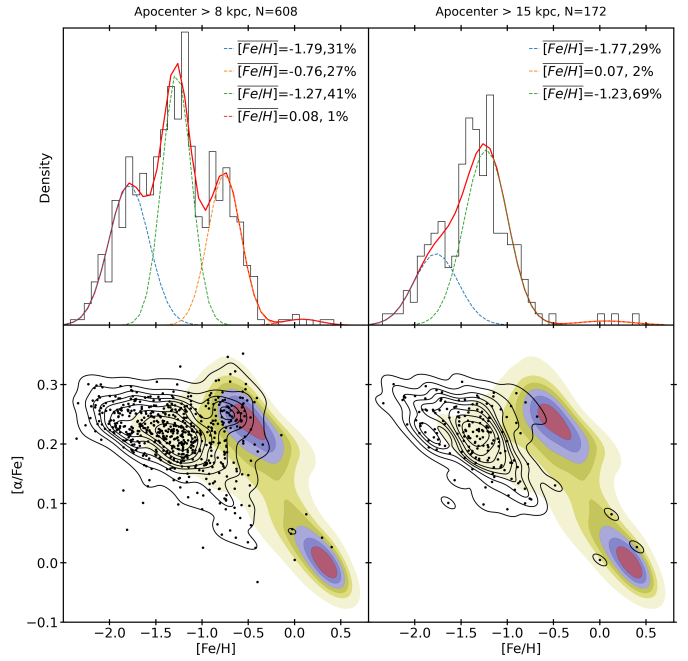 Apocenter > 8 kpc, N=608
Apocenter > 15 kpc, N=172
[Fe/H]=-1.79,31%
[Fe/H]=-0.76,27%
[Fe/H]=-1.27,41%
[Fe/H]=0.08, 1%
[Fe/H]=-1.77,29%
[Fe/H]=0.07, 2%
[Fe/H]=-1.23,69%
Density
0.3
0.2
0.1
0.0
−0.1
[α/Fe]
−2.0 −1.5 −1.0 −0.5 0.0 0.5
−2.0 −1.5 −1.0 −0.5 0.0 0.5
[Fe/H]
[Fe/H]